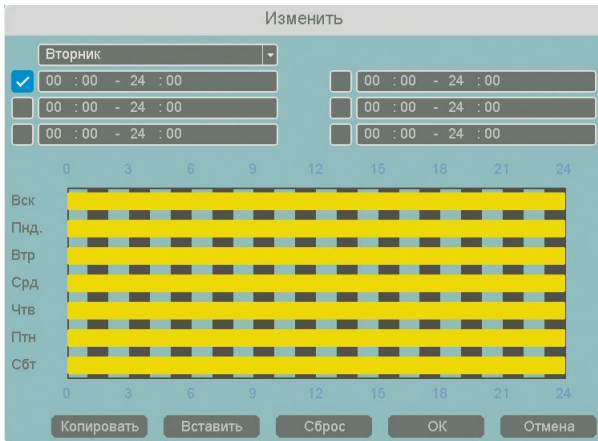 Изменить
Вторник
00 :00 - 24 :00 00 :00 - 24 :00
00 :00 - 24 :00 00 :00 - 24 :00
00 :00 - 24 :00 00 :00 - 24 :00
0 3 6 9 12 15 18 21 24
Вск
Пнд.
Втр
Срд
Чтв
Птн
Сбт
0 3 6 9 12 15 18 21 24
Копировать Вставить Сброс ОК Отмена